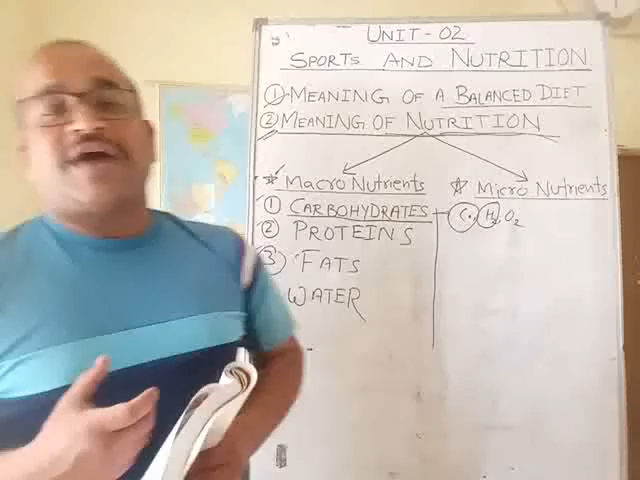 UNIT-02
SPORTS AND NUTRITION
① MEANING OF A BALANCED DIET
② MEANING OF NUTRITION
☆ Macro Nutrients
① CARBOHYDRATES
② PROTEINS
③ FATS
WATER
☆ Micro Nutrients
C. H₂ O₂